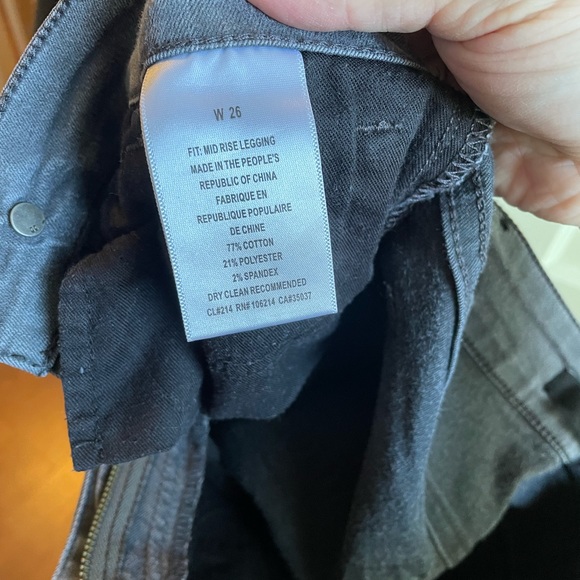 W 26
FIT: MID RISE LEGGING
MADE IN THE PEOPLE'S
REPUBLIC OF CHINA
FABRIQUE EN
REPUBLIQUE POPULAIRE
DE CHINE
77% COTTON
21% POLYESTER
2% SPANDEX
DRY CLEAN RECOMMENDED
CL#214 RN# 106214 CA#35037